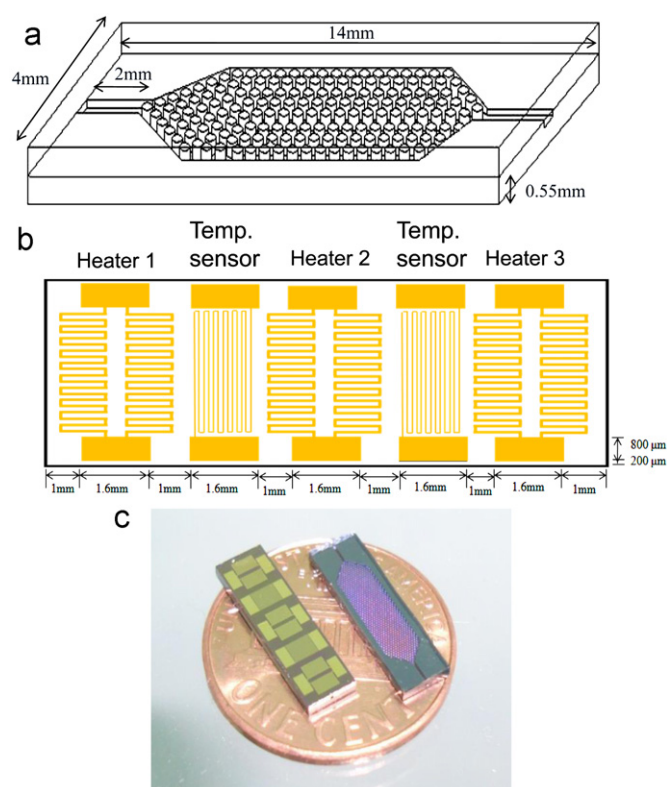 a
14mm
4mm
2mm
0.55mm
b
Heater 1
Temp.
sensor
Heater 2
Temp.
sensor
Heater 3
800 µm
200 µm
1mm 1.6mm 1mm 1.6mm 1mm 1.6mm 1mm 1.6mm 1mm 1.6mm 1mm
c
AMERICA
ONE CENT